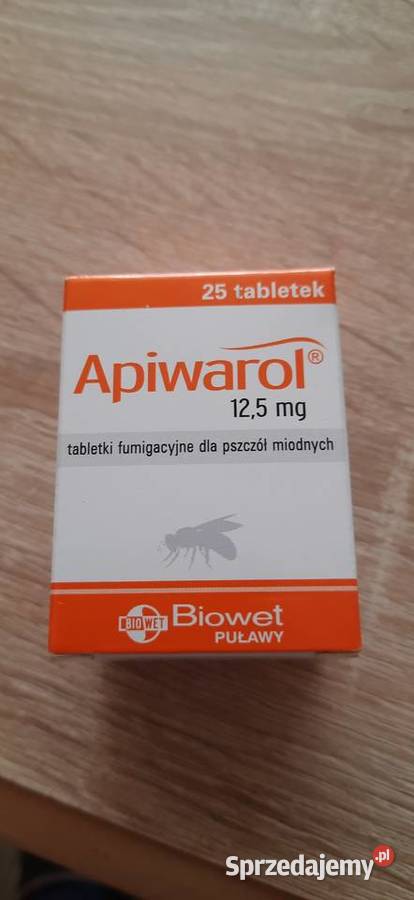 25 tabletek
Apiwarol®
12,5 mg
tabletki fumigacyjne dla pszczół miodnych
BIOWET Biowet
PUŁAWY
Sprzedajemy.pl